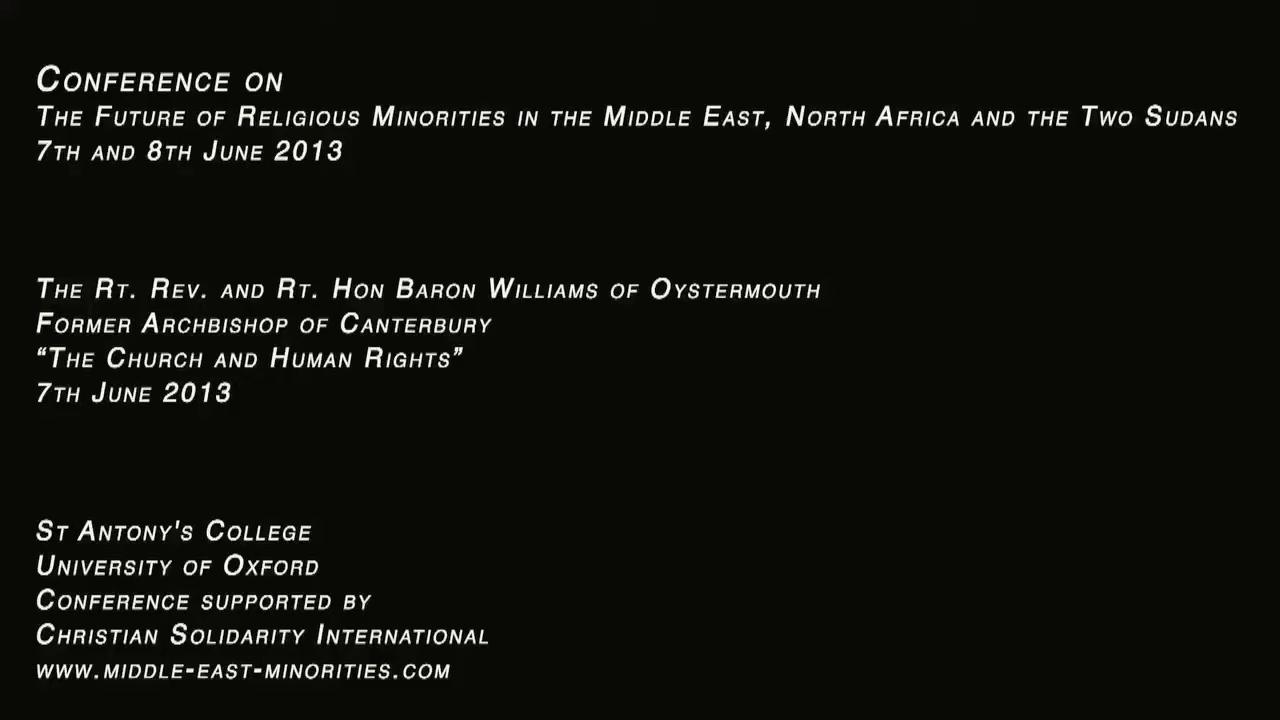 Conference on
The Future of Religious Minorities in the Middle East, North Africa and the Two Sudans
7th and 8th June 2013
The Rt. Rev. and Rt. Hon Baron Williams of Oystermouth
Former Archbishop of Canterbury
“The Church and Human Rights”
7th June 2013
St Antony's College
University of Oxford
Conference supported by
Christian Solidarity International
www.middle-east-minorities.com